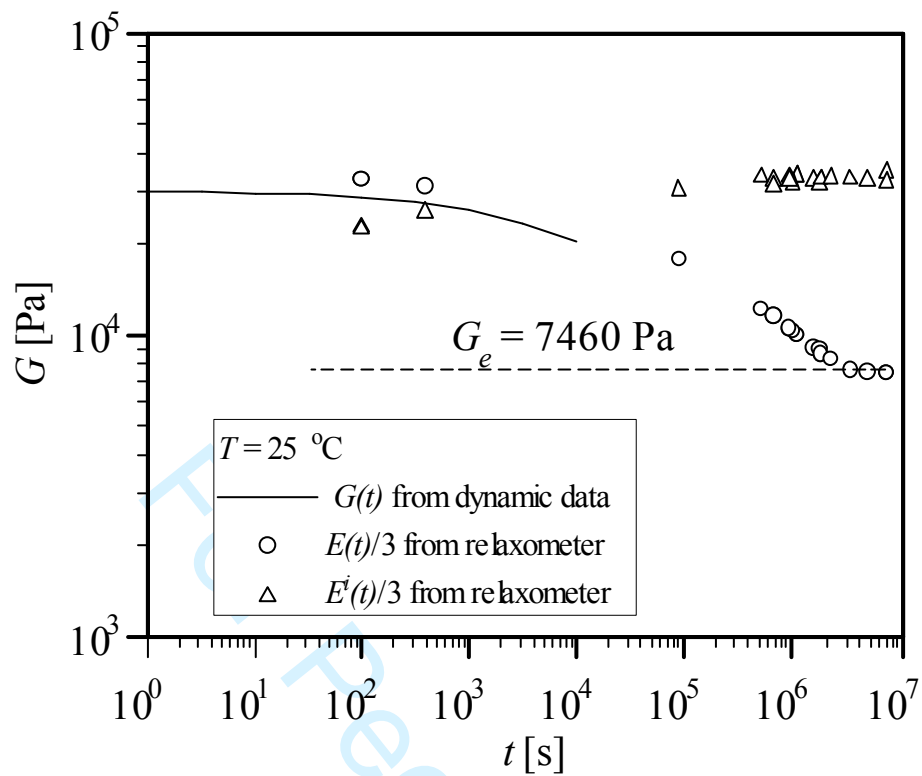 10^5
10^4
10^3
G [Pa]
G_e = 7460 Pa
T = 25 °C
G(t) from dynamic data
E(t)/3 from relaxometer
E^i(t)/3 from relaxometer
10^0 10^1 10^2 10^3 10^4 10^5 10^6 10^7
t [s]